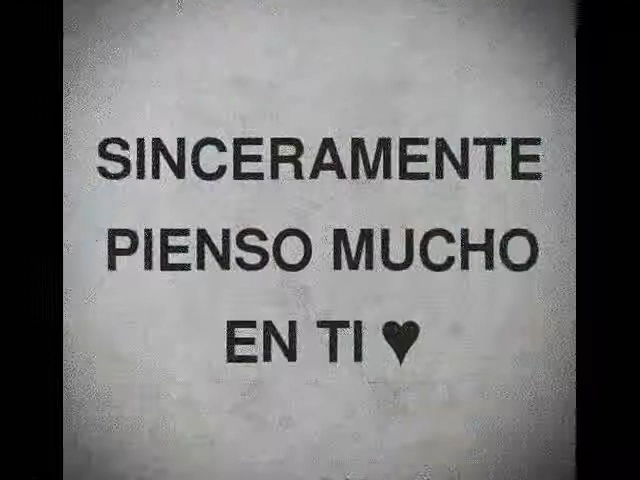 SINCERAMENTE
PIENSO MUCHO
EN TI ♥